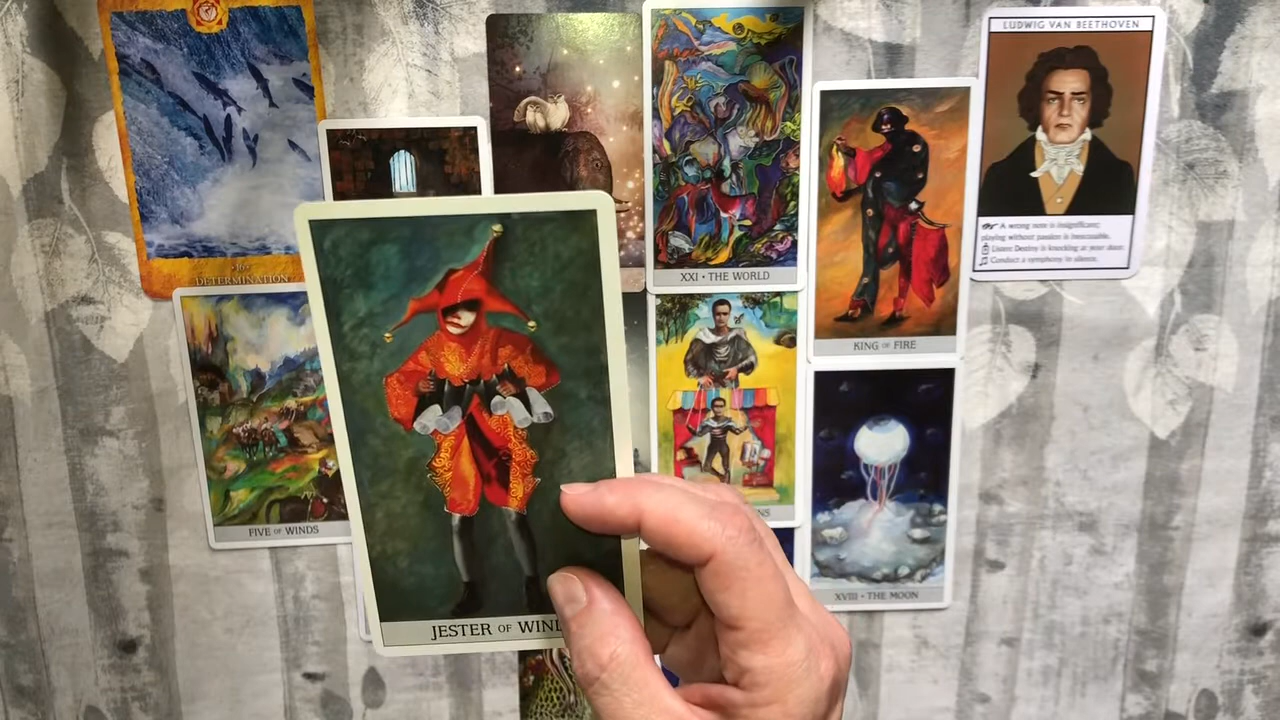 LUDWIG VAN BEETHOVEN
A wrong note is insignificant;
playing without passion is inexcusable.
Listen: Destiny is knocking at your door.
Conduct a symphony in silence.
XXI • THE WORLD
36
DETERMINATION
KING OF FIRE
FIVE OF WINDS
XVIII • THE MOON
JESTER OF WIN